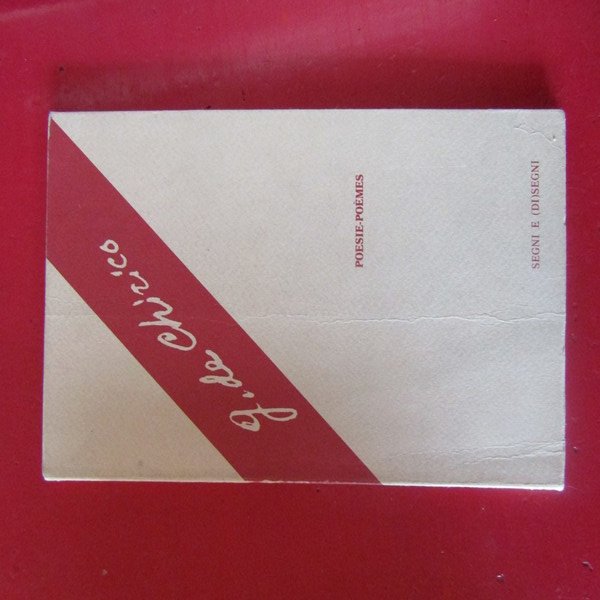 G. de Chirico
POESIE-POÈMES
SEGNI E (DI)SEGNI